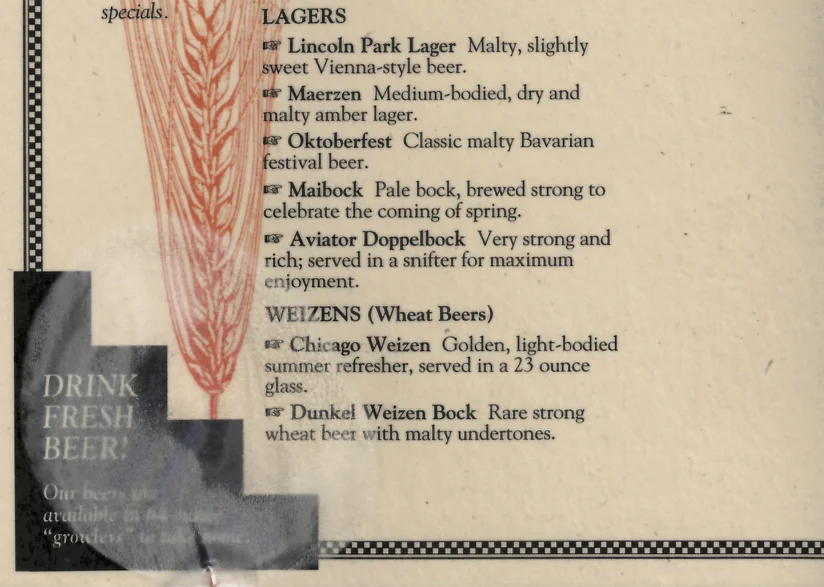 specials.
LAGERS
☞ Lincoln Park Lager Malty, slightly
sweet Vienna-style beer.
☞ Maerzen Medium-bodied, dry and
malty amber lager.
☞ Oktoberfest Classic malty Bavarian
festival beer.
☞ Maibock Pale bock, brewed strong to
celebrate the coming of spring.
☞ Aviator Doppelbock Very strong and
rich; served in a snifter for maximum
enjoyment.
WEIZENS (Wheat Beers)
☞ Chicago Weizen Golden, light-bodied
summer refresher, served in a 23 ounce
glass.
☞ Dunkel Weizen Bock Rare strong
wheat beer with malty undertones.
DRINK
FRESH
BEER!
Our beers are
available in
"growlers" to take home.